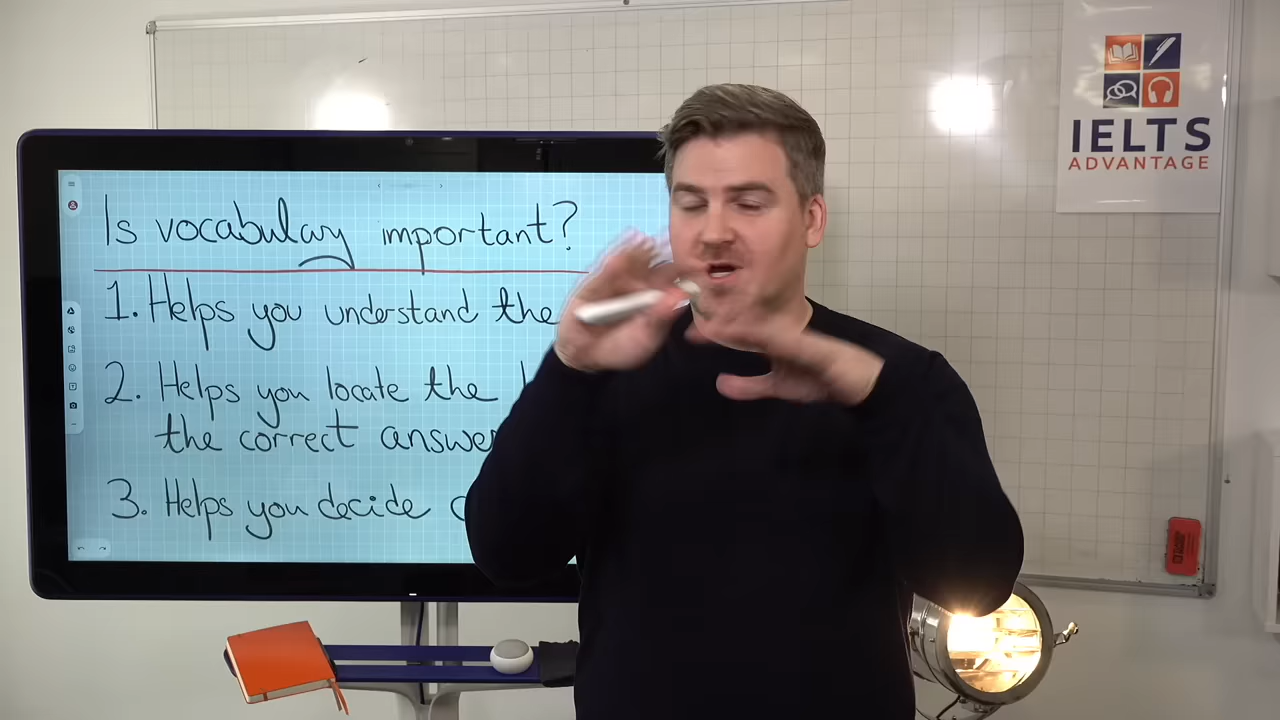 Is vocabulary important?
1. Helps you understand the
2. Helps you locate the
the correct answe
3. Helps you decide
IELTS
ADVANTAGE